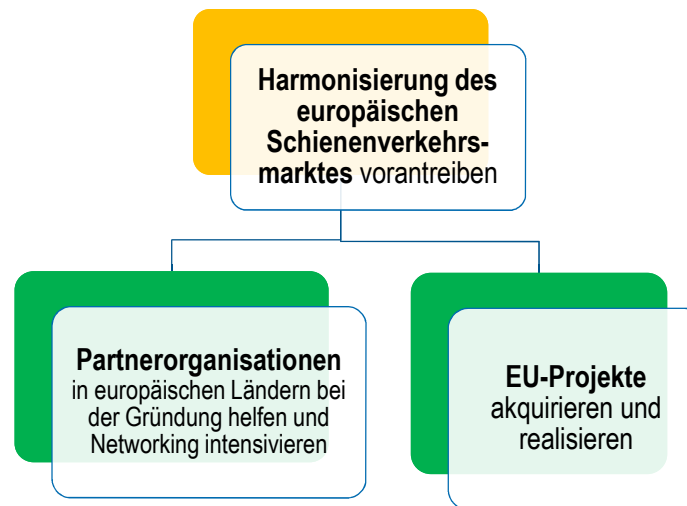 Harmonisierung des
europäischen
Schienenverkehrs-
marktes vorantreiben
Partnerorganisationen
in europäischen Ländern bei
der Gründung helfen und
Networking intensivieren
EU-Projekte
akquirieren und
realisieren